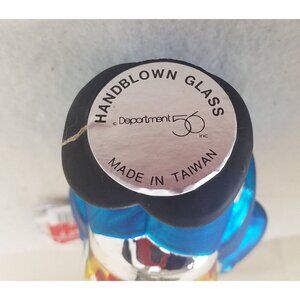 HANDBLOWN GLASS
© Department 56 INC
MADE IN TAIWAN